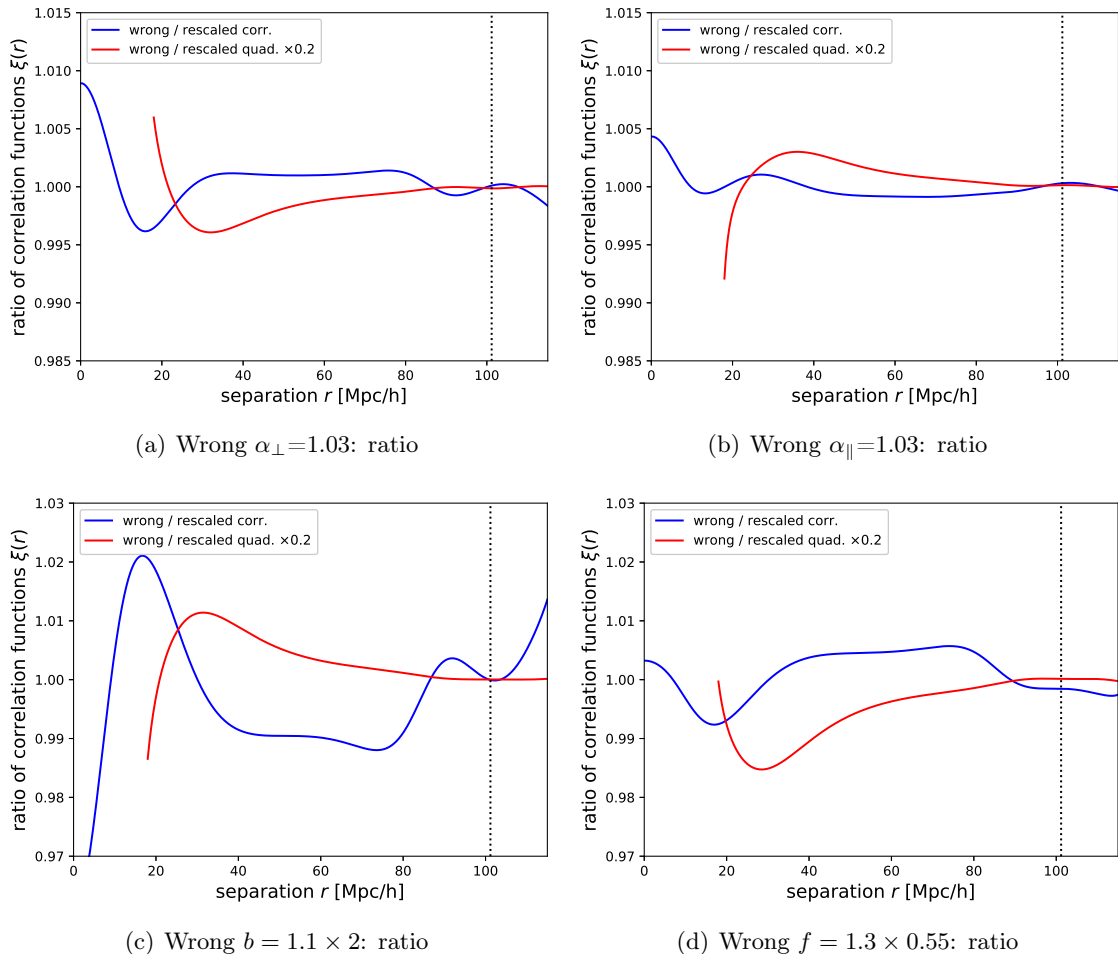 1.015
1.010
1.005
1.000
0.995
0.990
0.985
ratio of correlation functions ξ(r)
wrong / rescaled corr.
wrong / rescaled quad. ×0.2
0 20 40 60 80 100
separation r [Mpc/h]
(a) Wrong α⊥=1.03: ratio
1.015
1.010
1.005
1.000
0.995
0.990
0.985
ratio of correlation functions ξ(r)
wrong / rescaled corr.
wrong / rescaled quad. ×0.2
0 20 40 60 80 100
separation r [Mpc/h]
(b) Wrong α∥=1.03: ratio
1.03
1.02
1.01
1.00
0.99
0.98
0.97
ratio of correlation functions ξ(r)
wrong / rescaled corr.
wrong / rescaled quad. ×0.2
0 20 40 60 80 100
separation r [Mpc/h]
(c) Wrong b = 1.1 × 2: ratio
1.03
1.02
1.01
1.00
0.99
0.98
0.97
ratio of correlation functions ξ(r)
wrong / rescaled corr.
wrong / rescaled quad. ×0.2
0 20 40 60 80 100
separation r [Mpc/h]
(d) Wrong f = 1.3 × 0.55: ratio